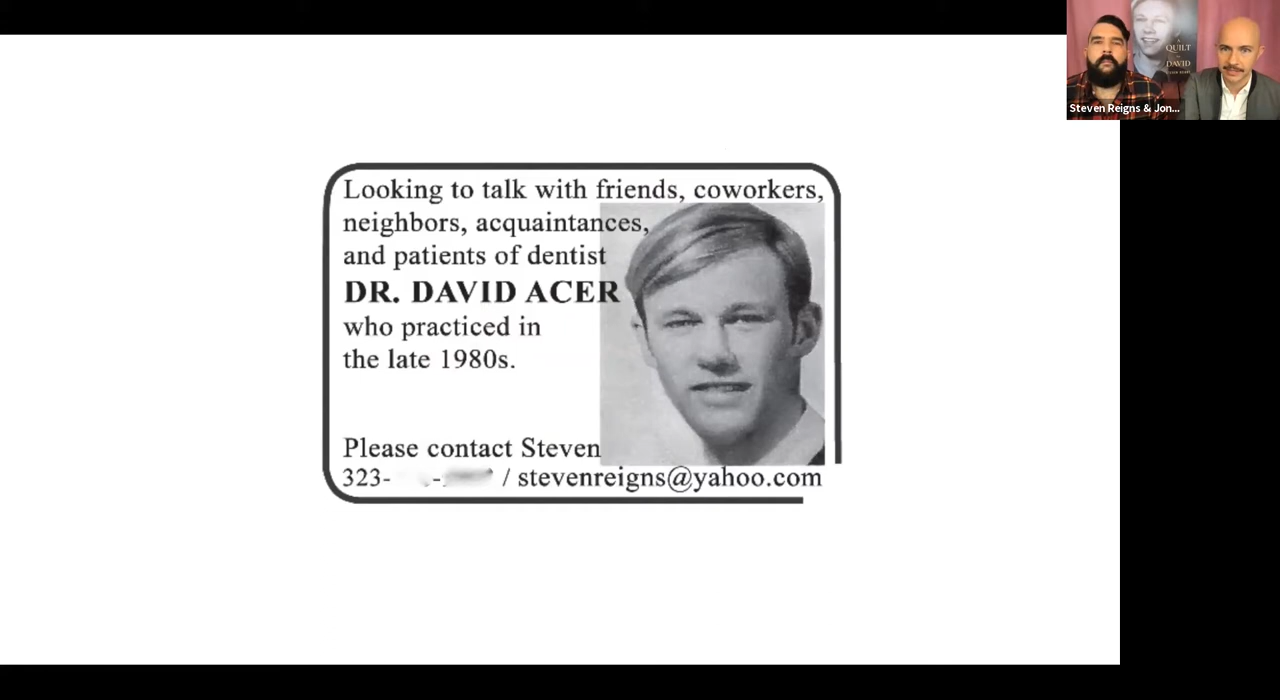 Looking to talk with friends, coworkers,
neighbors, acquaintances,
and patients of dentist
DR. DAVID ACER
who practiced in
the late 1980s.
Please contact Steven
323- - / stevenreigns@yahoo.com
QUILT
DAVID
Steven Reigns & Jon...